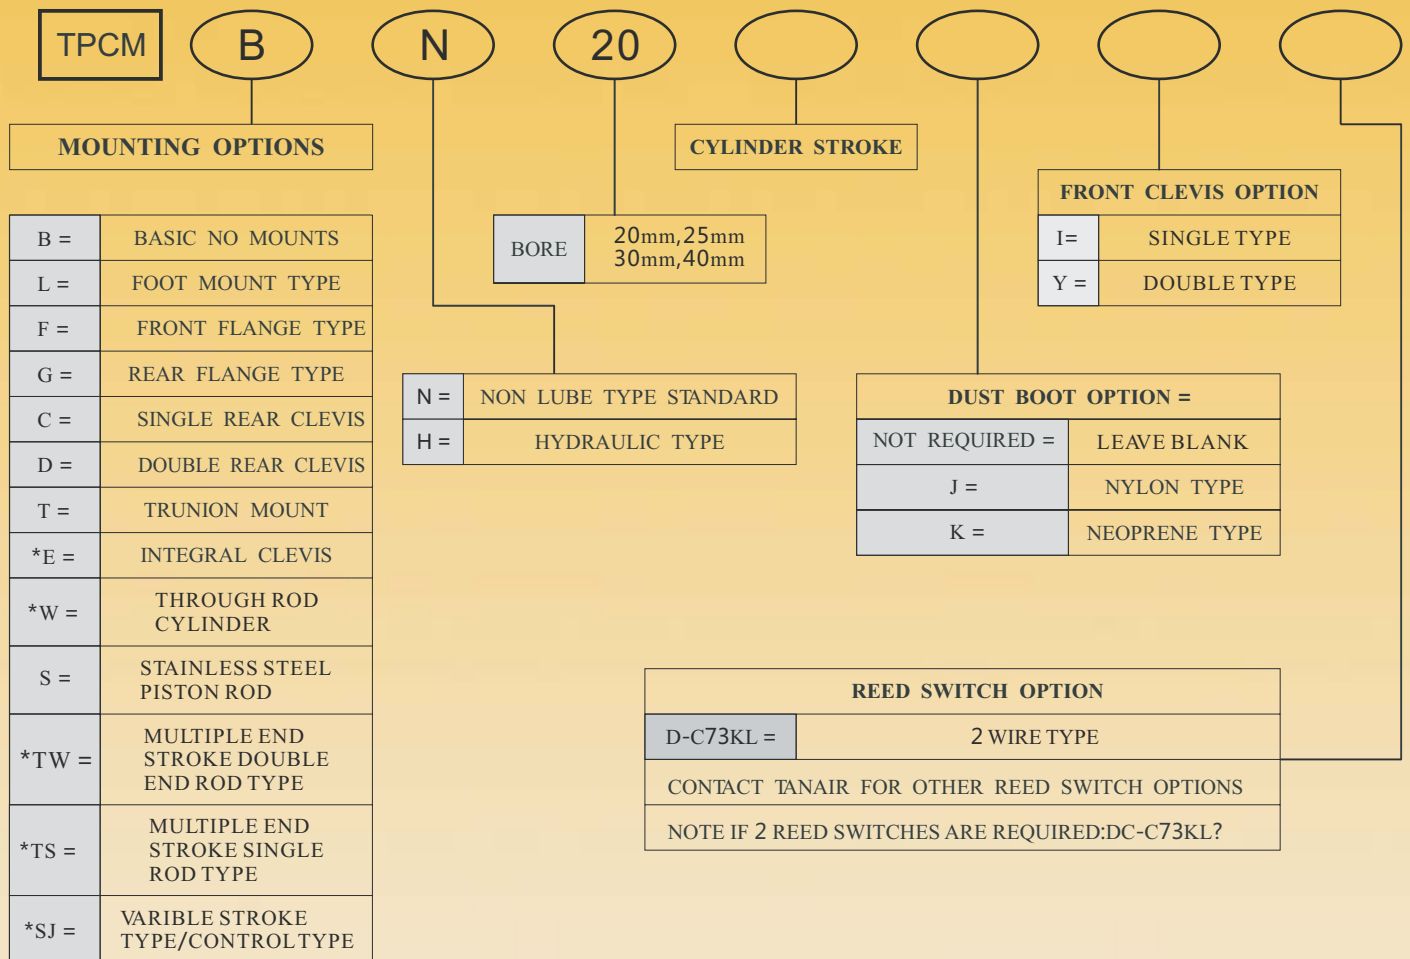 TPCM B N 20
MOUNTING OPTIONS
B = BASIC NO MOUNTS
L = FOOT MOUNT TYPE
F = FRONT FLANGE TYPE
G = REAR FLANGE TYPE
C = SINGLE REAR CLEVIS
D = DOUBLE REAR CLEVIS
T = TRUNION MOUNT
*E = INTEGRAL CLEVIS
*W = THROUGH ROD
CYLINDER
S = STAINLESS STEEL
PISTON ROD
*TW = MULTIPLE END
STROKE DOUBLE
END ROD TYPE
*TS = MULTIPLE END
STROKE SINGLE
ROD TYPE
*SJ = VARIBLE STROKE
TYPE/CONTROL TYPE
N = NON LUBE TYPE STANDARD
H = HYDRAULIC TYPE
BORE 20mm,25mm
30mm,40mm
CYLINDER STROKE
DUST BOOT OPTION =
NOT REQUIRED = LEAVE BLANK
J = NYLON TYPE
K = NEOPRENE TYPE
FRONT CLEVIS OPTION
I= SINGLE TYPE
Y = DOUBLE TYPE
REED SWITCH OPTION
D-C73KL = 2 WIRE TYPE
CONTACT TANAIR FOR OTHER REED SWITCH OPTIONS
NOTE IF 2 REED SWITCHES ARE REQUIRED:DC-C73KL?